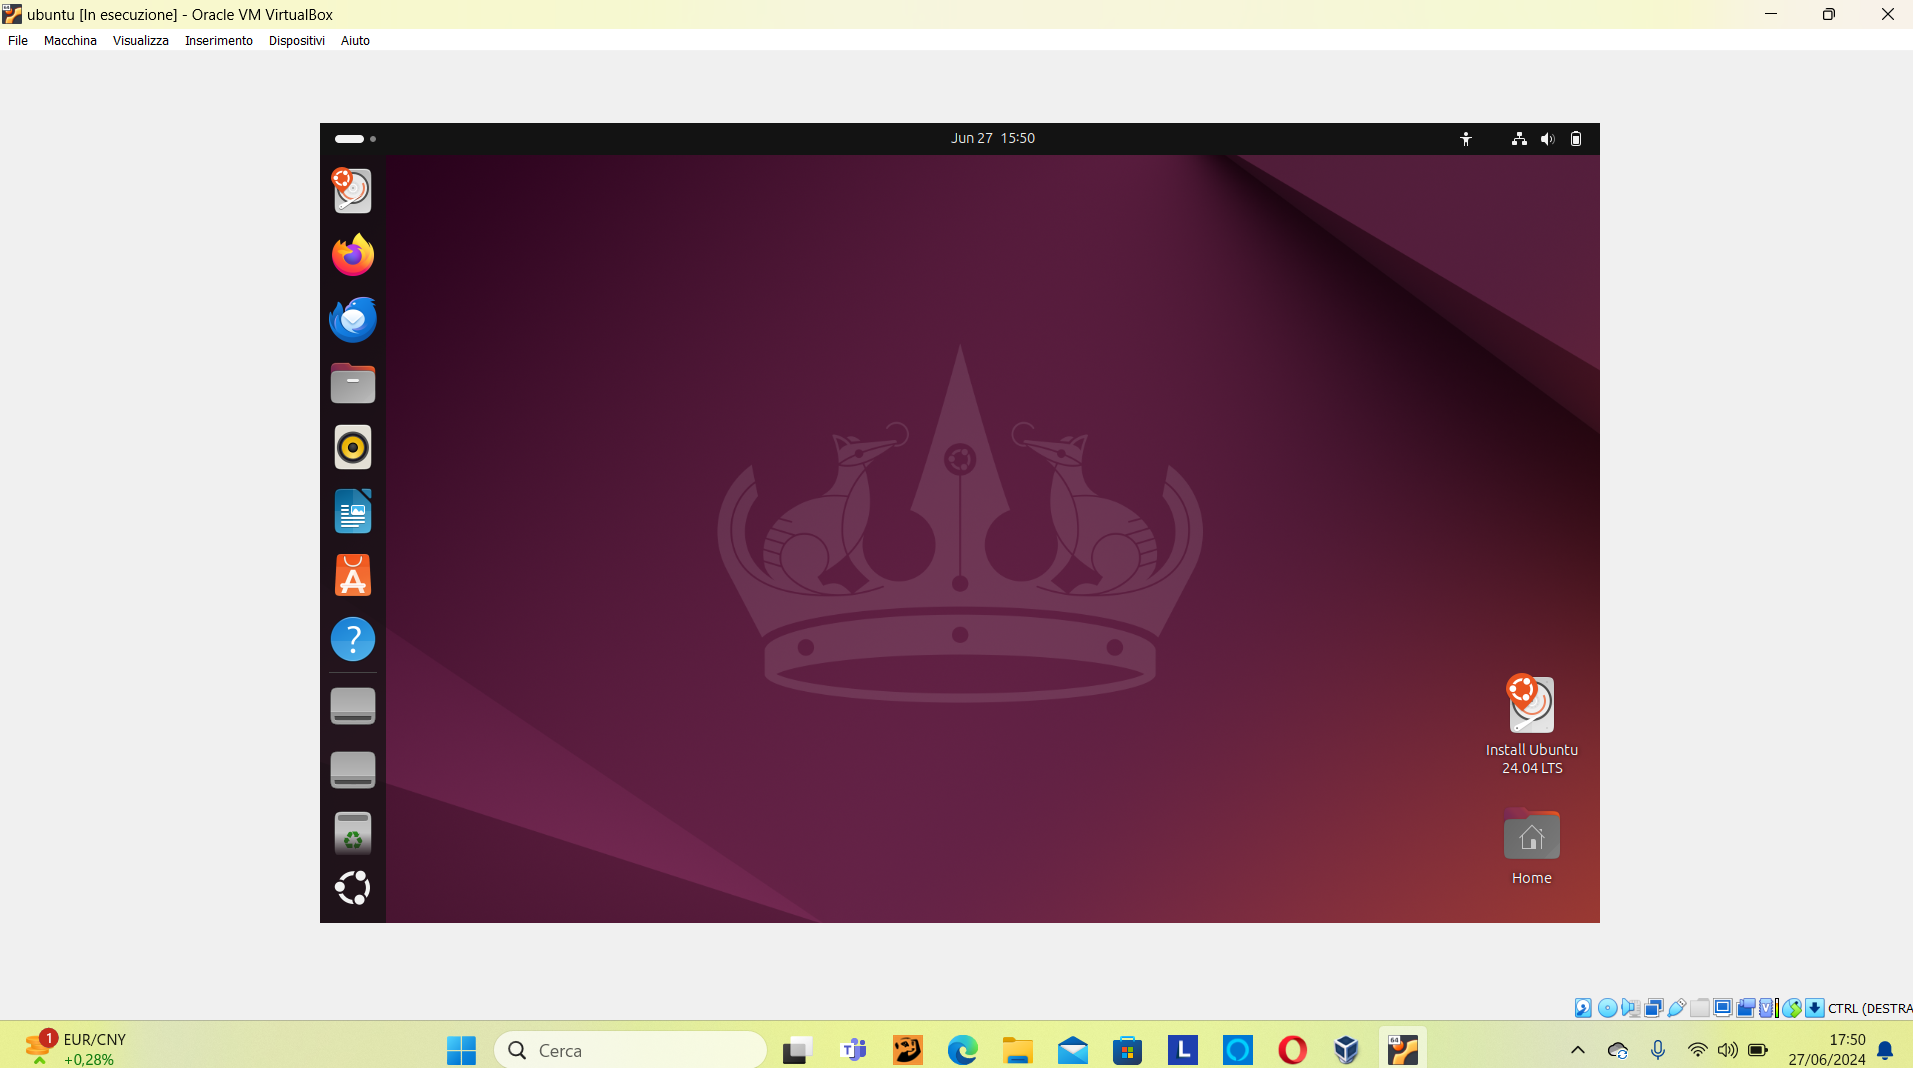 ubuntu [In esecuzione] - Oracle VM VirtualBox
File Macchina Visualizza Inserimento Dispositivi Aiuto
Jun 27 15:50
Install Ubuntu
24.04 LTS
Home
CTRL (DESTRA
1
EUR/CNY
+0,28%
Cerca
17:50
27/06/2024